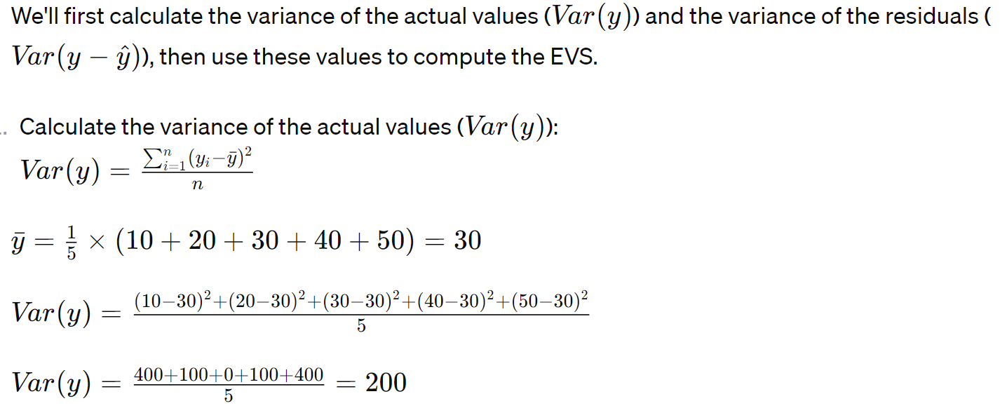 We'll first calculate the variance of the actual values (Var(y)) and the variance of the residuals (
Var(y − ŷ)), then use these values to compute the EVS.
. Calculate the variance of the actual values (Var(y)):
Var(y) = \frac{\sum_{i=1}^{n}(y_i−\bar{y})^2}{n}
\bar{y} = \frac{1}{5} × (10 + 20 + 30 + 40 + 50) = 30
Var(y) = \frac{(10−30)^2+(20−30)^2+(30−30)^2+(40−30)^2+(50−30)^2}{5}
Var(y) = \frac{400+100+0+100+400}{5} = 200